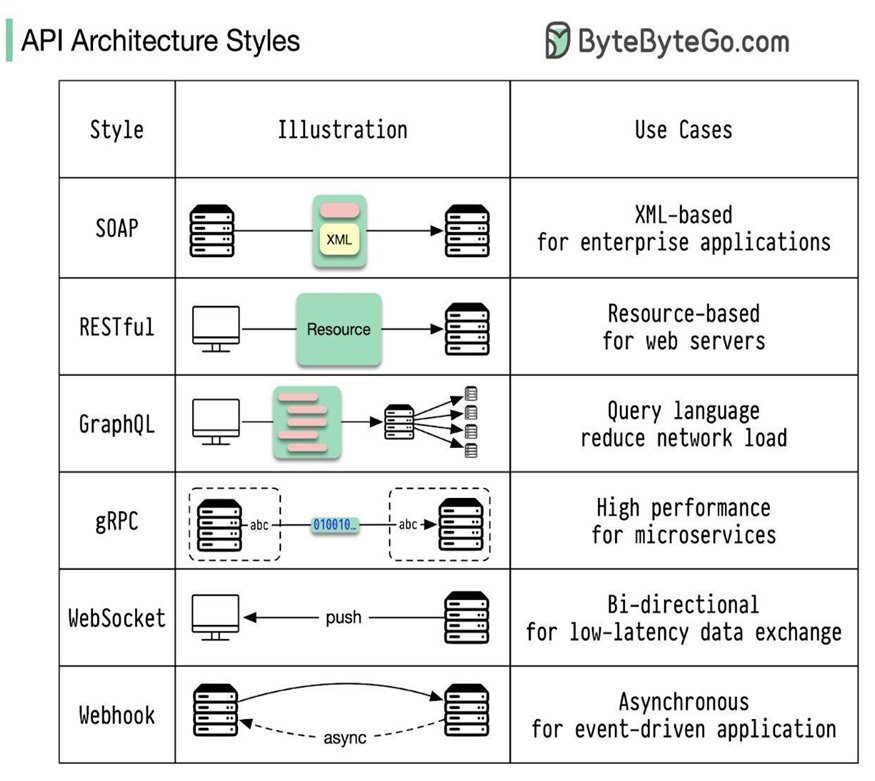 API Architecture Styles
ByteByteGo.com
Style
Illustration
Use Cases
SOAP
XML
XML-based
for enterprise applications
RESTful
Resource
Resource-based
for web servers
GraphQL
Query language
reduce network load
gRPC
abc
010010…
abc
High performance
for microservices
WebSocket
push
Bi-directional
for low-latency data exchange
Webhook
async
Asynchronous
for event-driven application